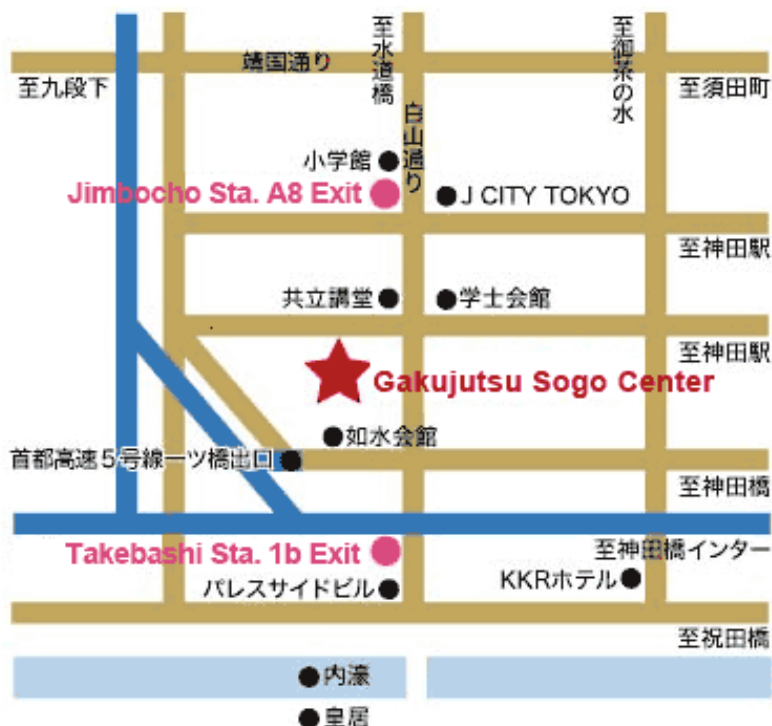 至水道橋
至御茶の水
靖国通り
至九段下
至須田町
白山通り
小学館
Jimbocho Sta. A8 Exit
J CITY TOKYO
至神田駅
共立講堂
学士会館
至神田駅
Gakujutsu Sogo Center
如水会館
首都高速5号線一ツ橋出口
至神田橋
Takebashi Sta. 1b Exit
至神田橋インター
パレスサイドビル
KKRホテル
至祝田橋
内濠
皇居